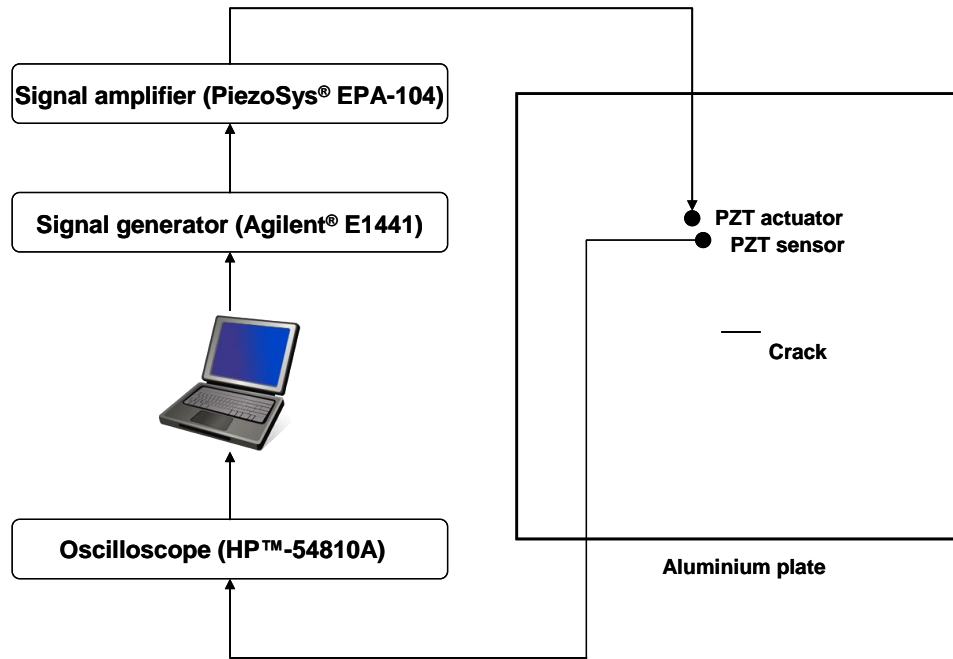 Signal amplifier (PiezoSys® EPA-104)
Signal generator (Agilent® E1441)
PZT actuator
PZT sensor
Crack
Oscilloscope (HP™-54810A)
Aluminium plate